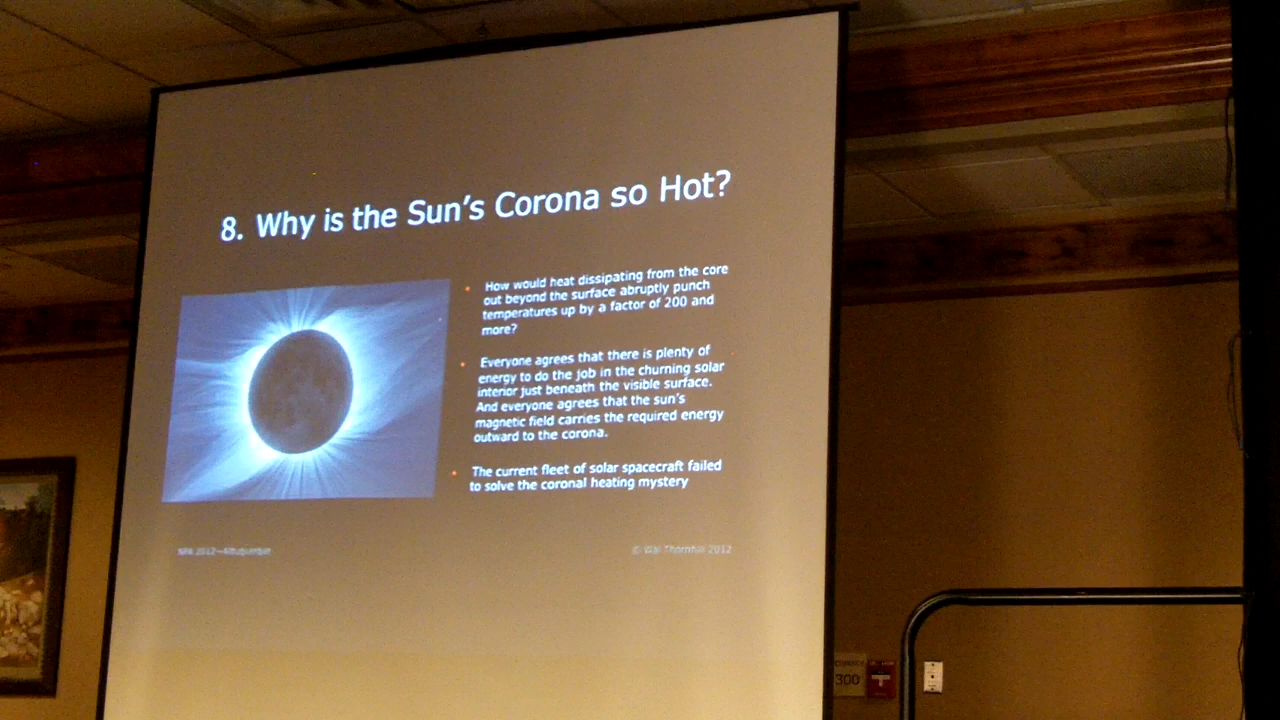 8. Why is the Sun's Corona so Hot?
• How would heat dissipating from the core
out beyond the surface abruptly punch
temperatures up by a factor of 200 and
more?
• Everyone agrees that there is plenty of
energy to do the job in the churning solar
interior just beneath the visible surface.
And everyone agrees that the sun's
magnetic field carries the required energy
outward to the corona.
• The current fleet of solar spacecraft failed
to solve the coronal heating mystery
NPA 2012—Albuquerque
© Wal Thornhill 2012
300